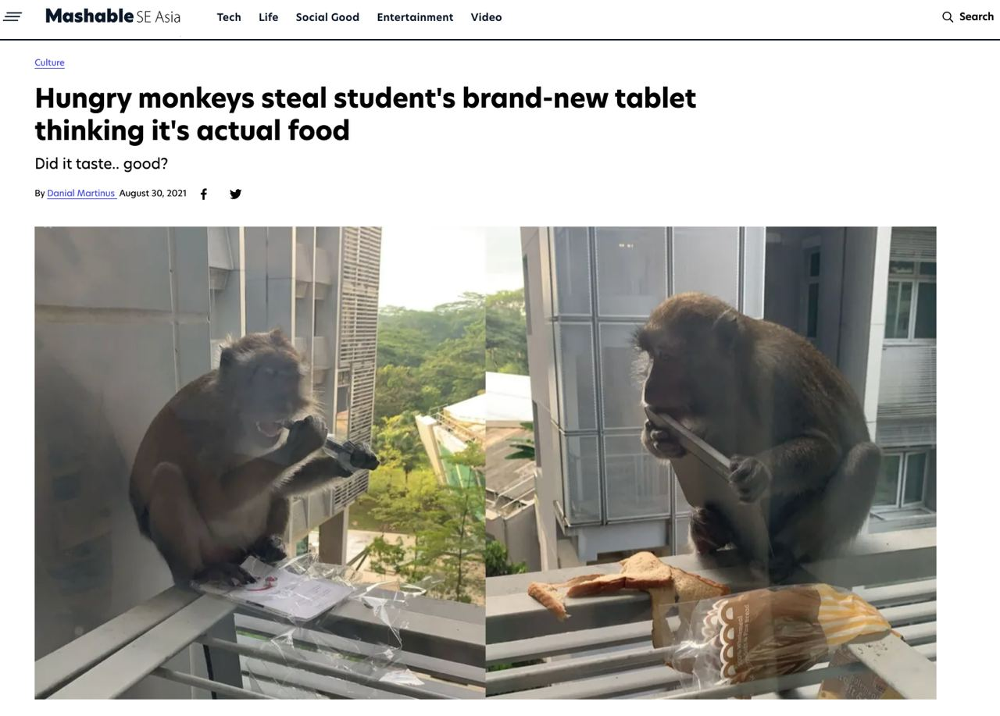 Mashable SE Asia
Tech Life Social Good Entertainment Video
Search
Culture
Hungry monkeys steal student's brand-new tablet
thinking it's actual food
Did it taste.. good?
By Danial Martinus August 30, 2021